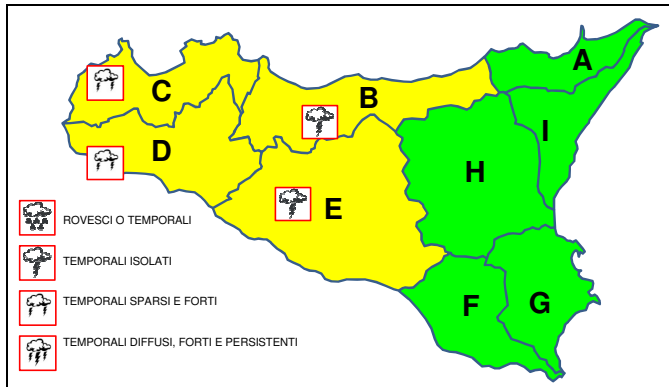 A
C
B
I
D
H
E
F
G
ROVESCI O TEMPORALI
TEMPORALI ISOLATI
TEMPORALI SPARSI E FORTI
TEMPORALI DIFFUSI, FORTI E PERSISTENTI